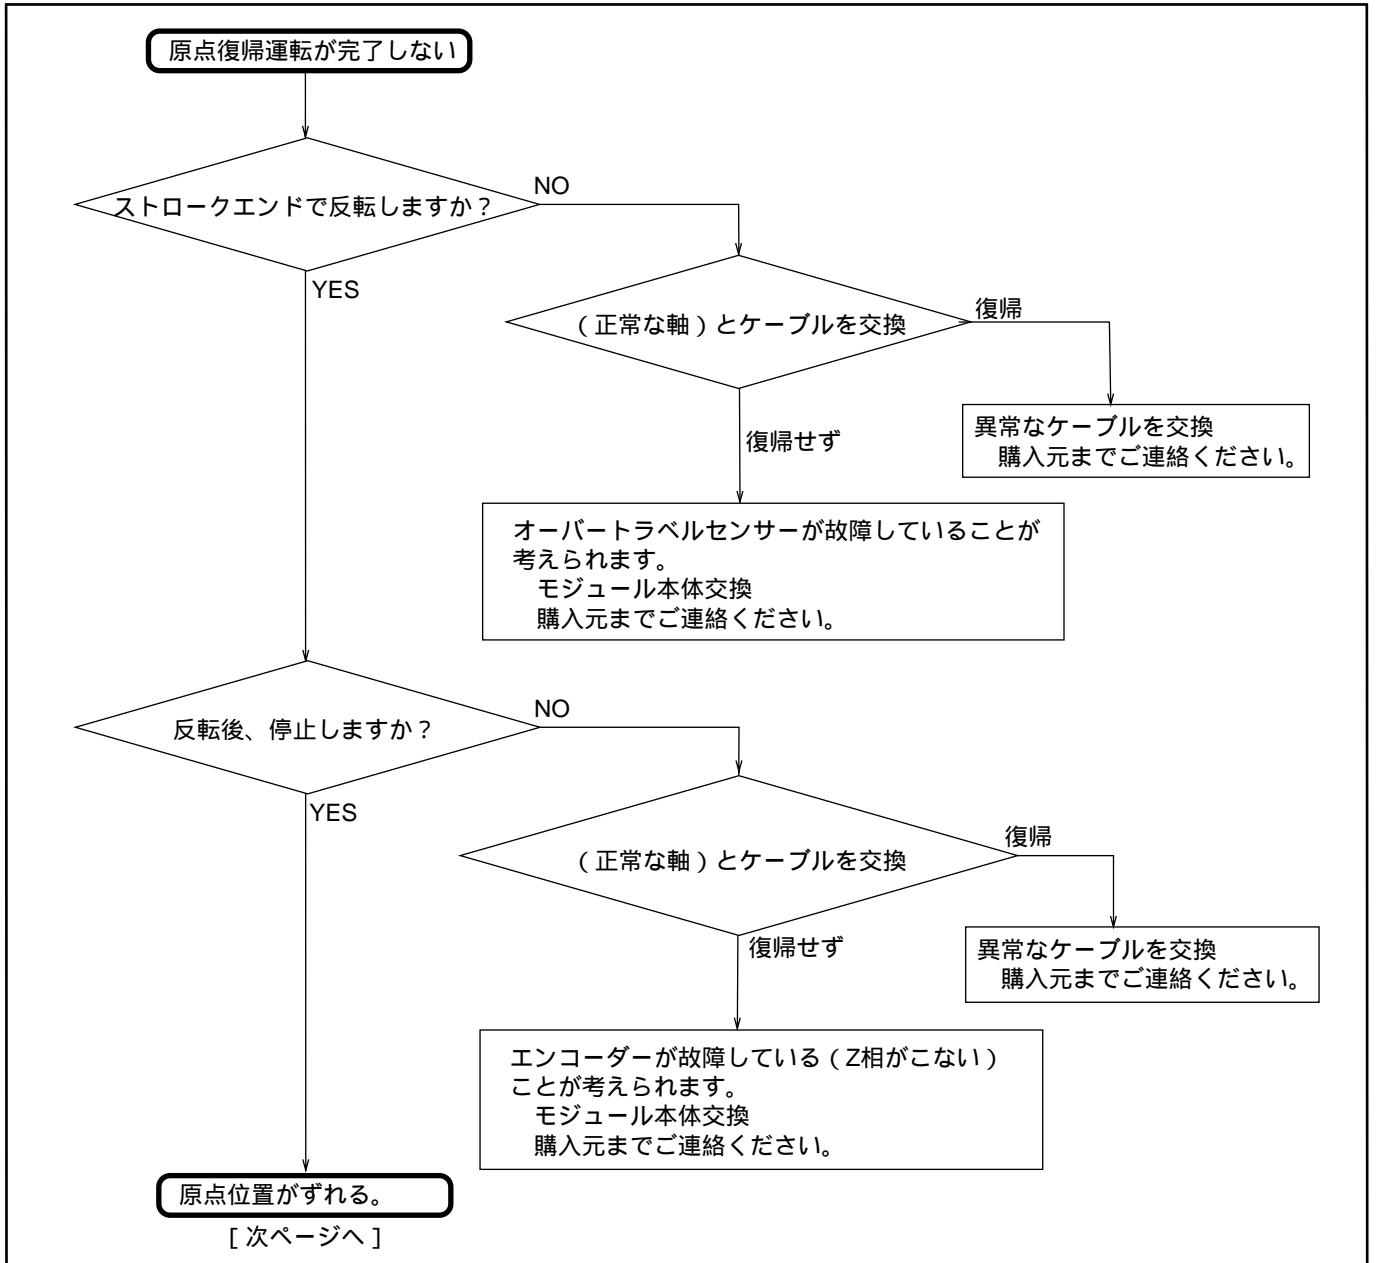 原点復帰運転が完了しない
ストロークエンドで反転しますか？
NO
YES
（正常な軸）とケーブルを交換
復帰
復帰せず
異常なケーブルを交換
購入元までご連絡ください。
オーバートラベルセンサーが故障していることが
考えられます。
モジュール本体交換
購入元までご連絡ください。
反転後、停止しますか？
NO
YES
（正常な軸）とケーブルを交換
復帰
復帰せず
異常なケーブルを交換
購入元までご連絡ください。
エンコーダーが故障している（Z相がこない）
ことが考えられます。
モジュール本体交換
購入元までご連絡ください。
原点位置がずれる。
［次ページへ］